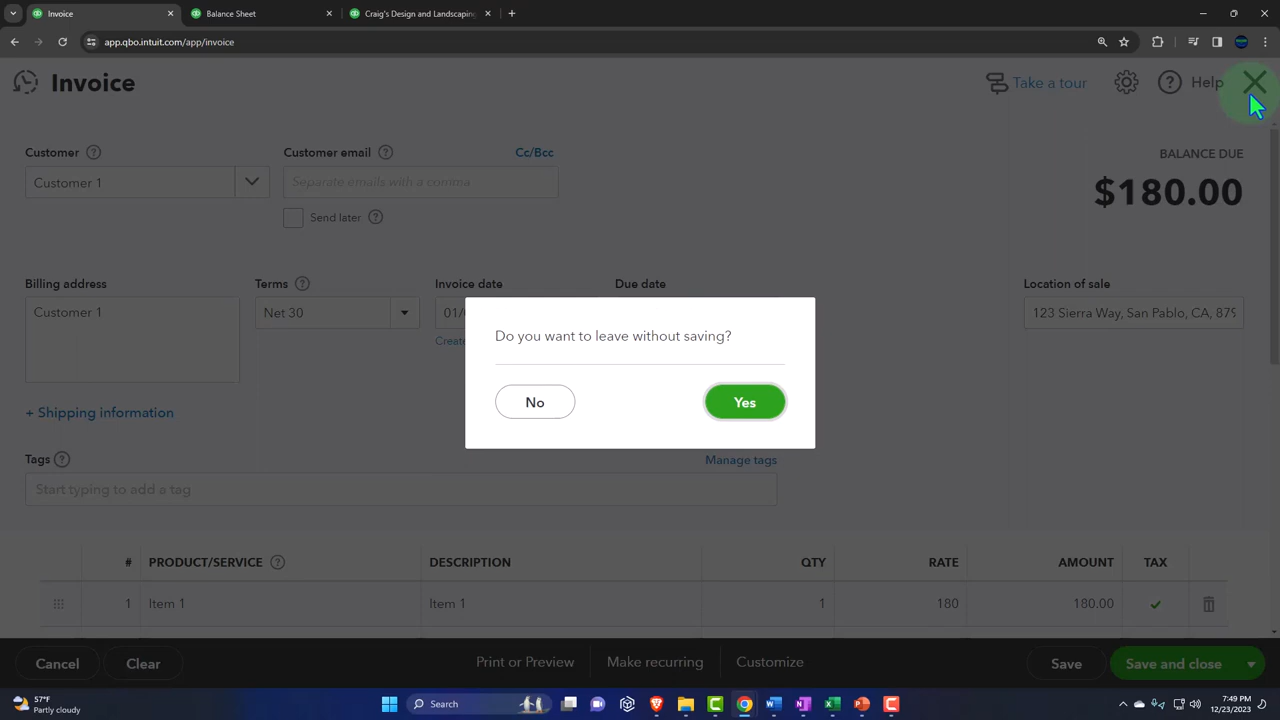 Invoice
Balance Sheet
Craig's Design and Landscaping
app.qbo.intuit.com/app/invoice
Invoice
Take a tour
Help
Customer
Customer email
Cc/Bcc
BALANCE DUE
Customer 1
Separate emails with a comma
$180.00
Send later
Billing address
Terms
Invoice date
Due date
Location of sale
Customer 1
Net 30
01/0
123 Sierra Way, San Pablo, CA, 879
Create
Do you want to leave without saving?
No
Yes
+ Shipping information
Tags
Manage tags
Start typing to add a tag
# PRODUCT/SERVICE DESCRIPTION QTY RATE AMOUNT TAX
1 Item 1 Item 1 1 180 180.00
Cancel
Clear
Print or Preview
Make recurring
Customize
Save
Save and close
57°F
Partly cloudy
Search
7:49 PM
12/23/2023